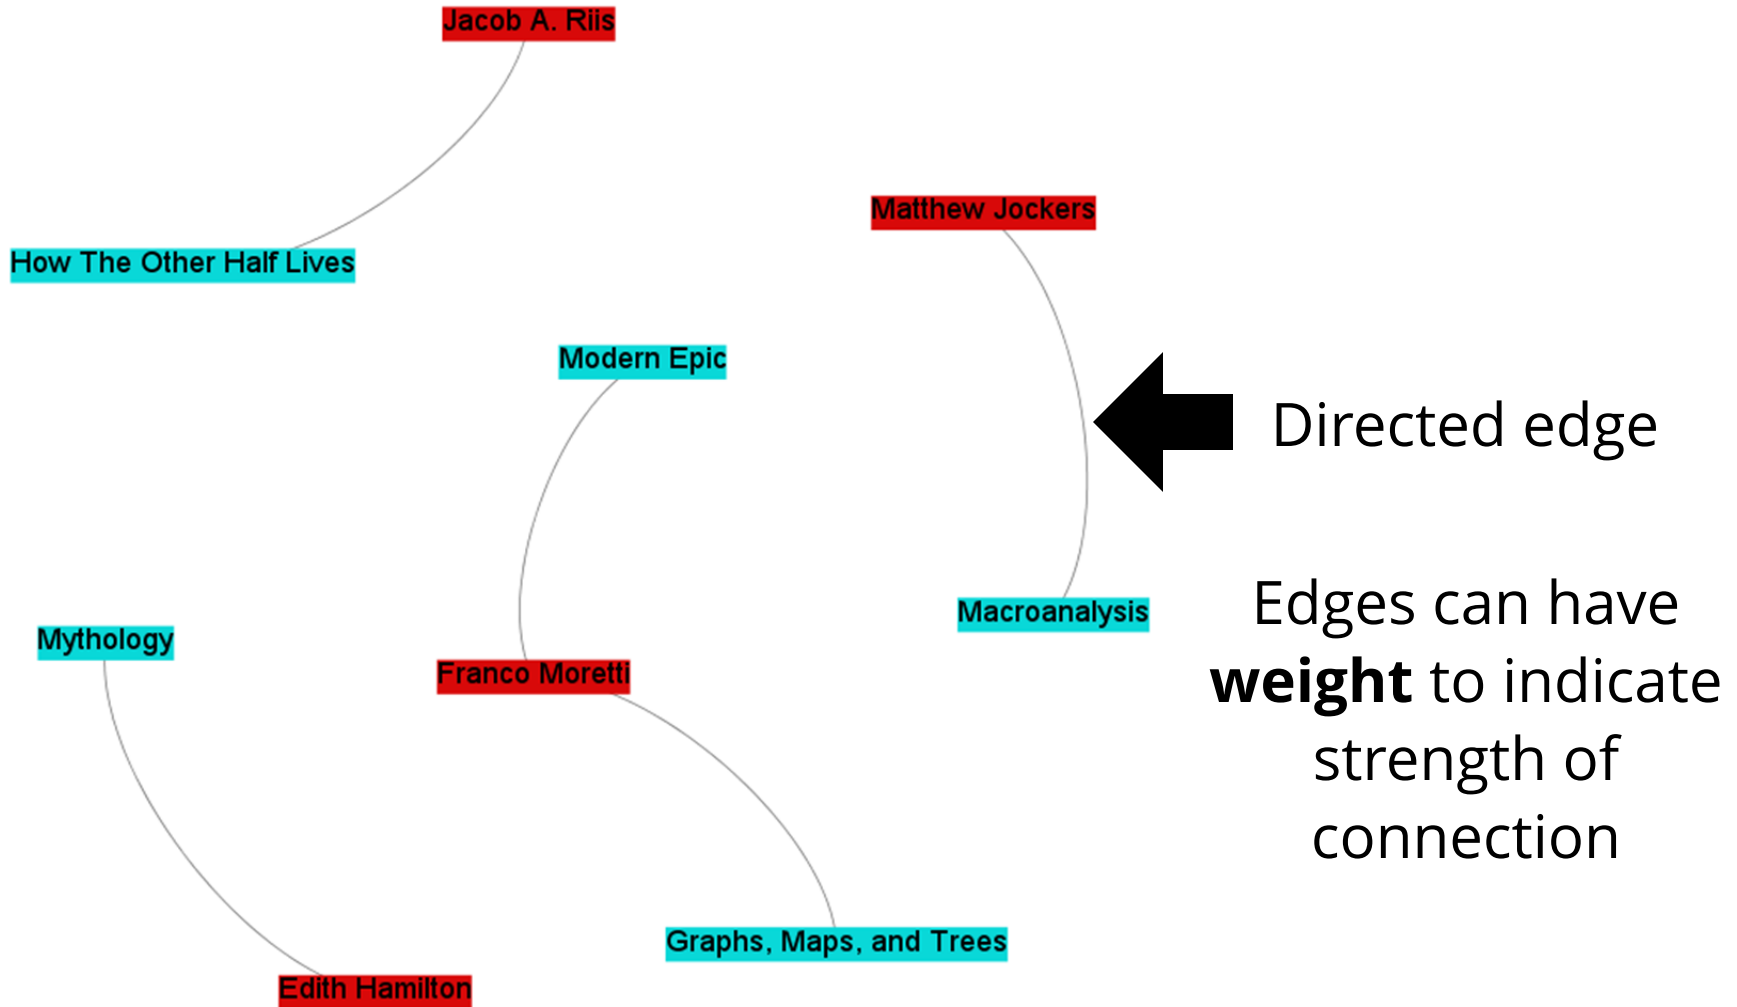 Jacob A. Riis
Matthew Jockers
How The Other Half Lives
Modern Epic
Directed edge
Edges can have
weight to indicate
strength of
connection
Macroanalysis
Mythology
Franco Moretti
Graphs, Maps, and Trees
Edith Hamilton